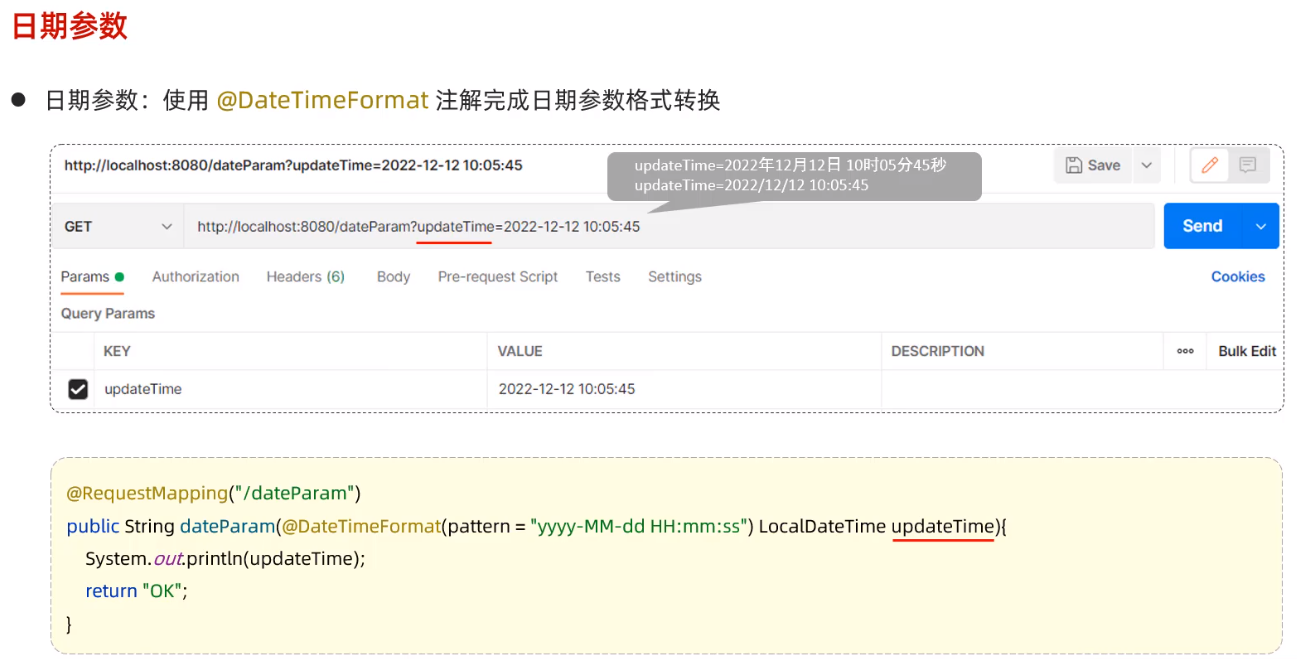 日期参数
● 日期参数：使用 @DateTimeFormat 注解完成日期参数格式转换
http://localhost:8080/dateParam?updateTime=2022-12-12 10:05:45
updateTime=2022年12月12日 10时05分45秒
updateTime=2022/12/12 10:05:45
Save
GET
http://localhost:8080/dateParam?updateTime=2022-12-12 10:05:45
Send
Params Authorization Headers (6) Body Pre-request Script Tests Settings Cookies
Query Params
KEY VALUE DESCRIPTION ooo Bulk Edit
updateTime 2022-12-12 10:05:45
@RequestMapping("/dateParam")
public String dateParam(@DateTimeFormat(pattern = "yyyy-MM-dd HH:mm:ss") LocalDateTime updateTime){
System.out.println(updateTime);
return "OK";
}